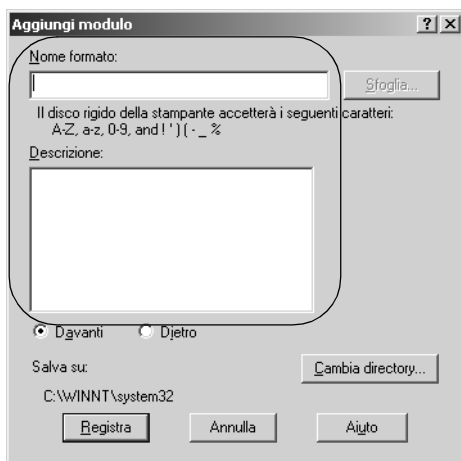 Aggiungi modulo
Nome formato:
Sfoglia...
Il disco rigido della stampante accetterà i seguenti caratteri:
A-Z, a-z, 0-9, and ! ' ) ( - _ %
Descrizione:
Davanti Dietro
Salva su:
Cambia directory...
C:\WINNT\system32
Registra Annulla Aiuto